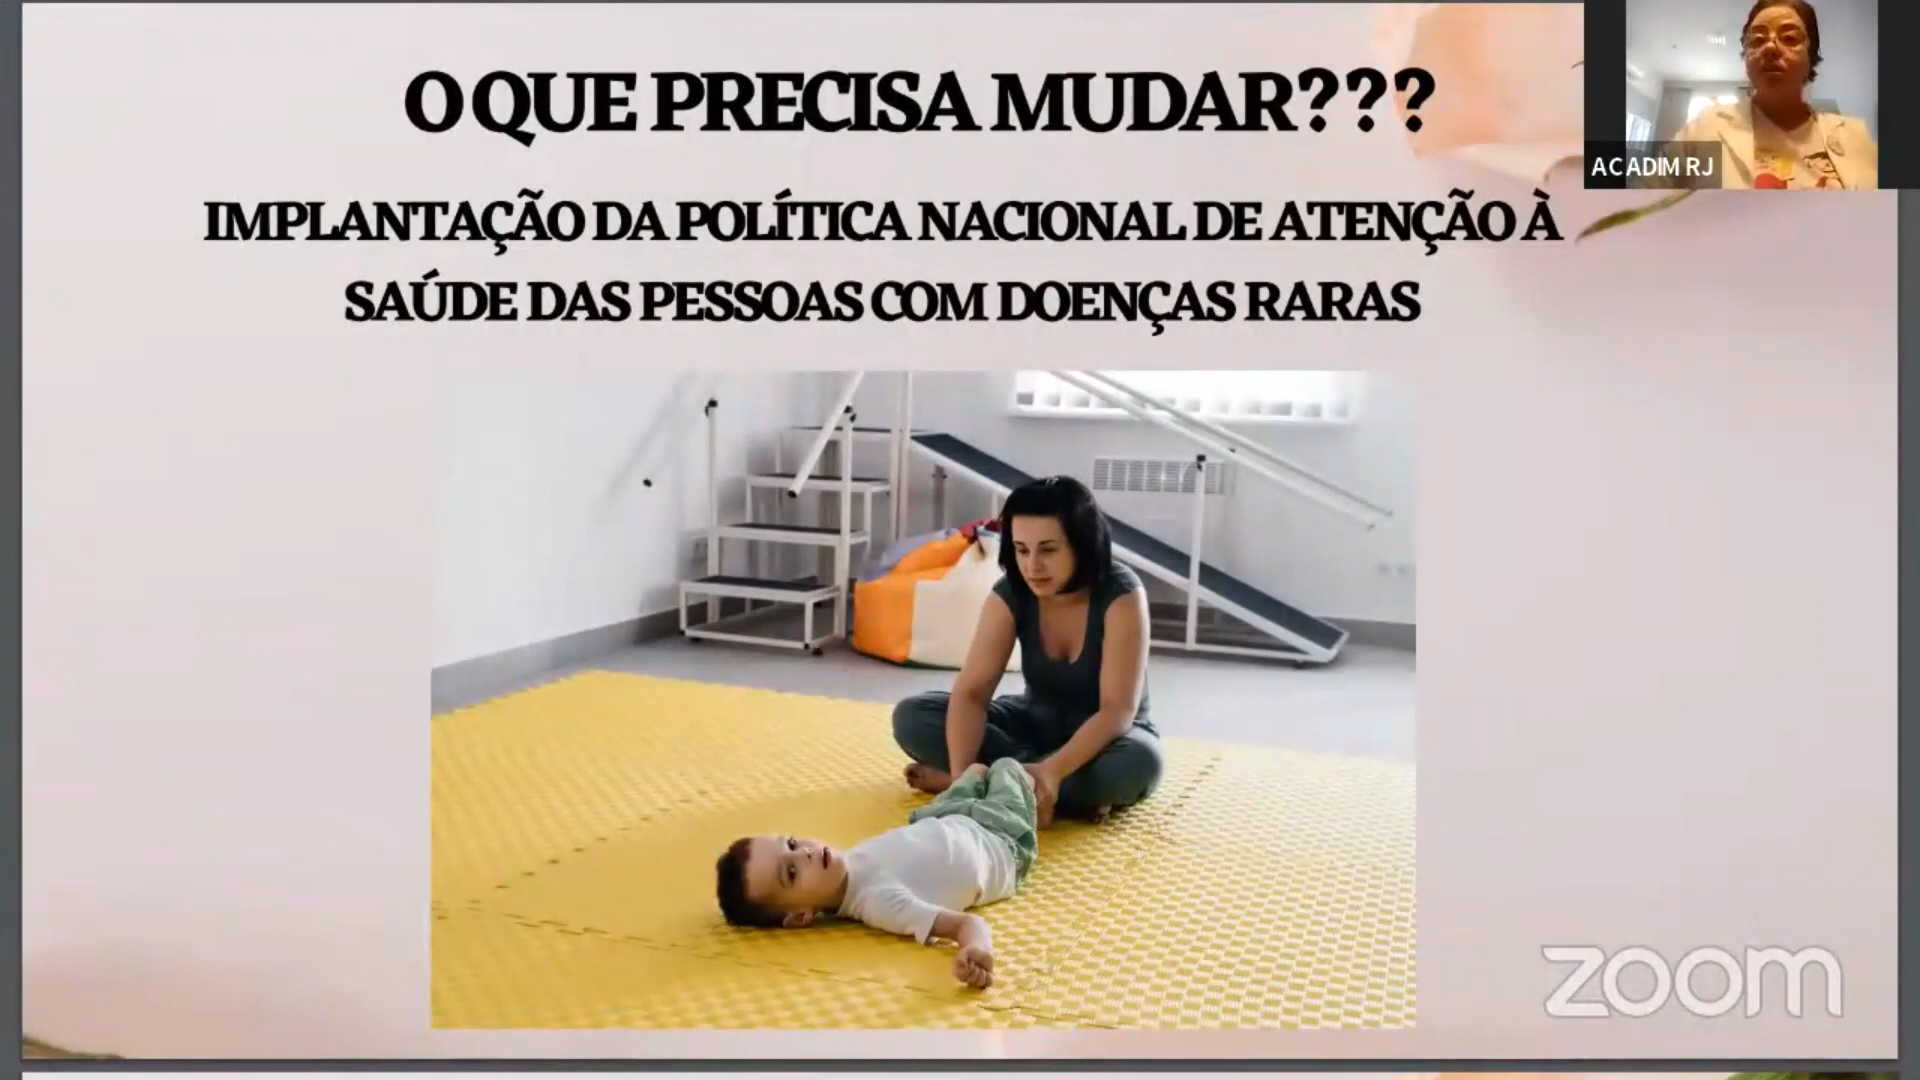 O QUE PRECISA MUDAR???
IMPLANTAÇÃO DA POLÍTICA NACIONAL DE ATENÇÃO À
SAÚDE DAS PESSOAS COM DOENÇAS RARAS
ACADIM RJ
zoom